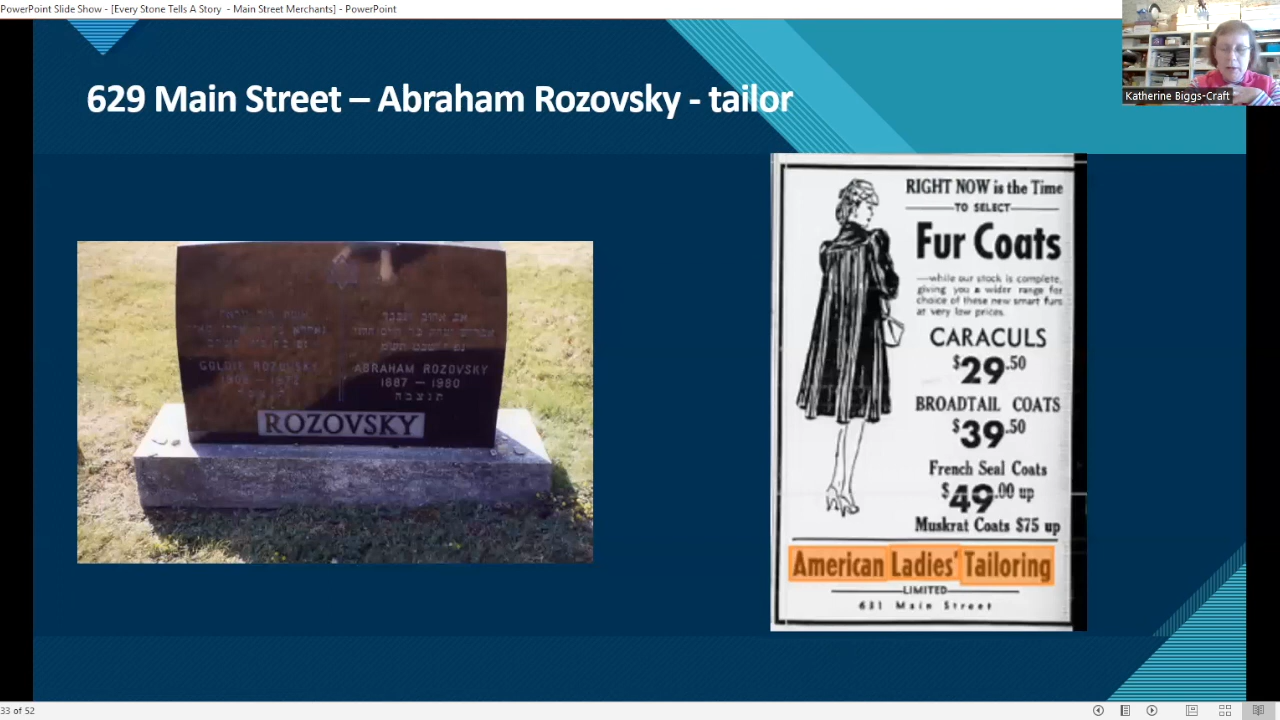 PowerPoint Slide Show - [Every Stone Tells A Story - Main Street Merchants] - PowerPoint
Katherine Biggs-Craft
629 Main Street – Abraham Rozovsky - tailor
GOLDIE ROZOVSKY
ABRAHAM ROZOVSKY
1887 — 1980
תנצבה
ROZOVSKY
RIGHT NOW is the Time
TO SELECT
Fur Coats
—while our stock is complete,
giving you a wider range for
choice of these new smart furs
at very low prices.
CARACULS
$29.50
BROADTAIL COATS
$39.50
French Seal Coats
$49.00 up
Muskrat Coats $75 up
American Ladies' Tailoring
LIMITED
631 Main Street
33 of 52